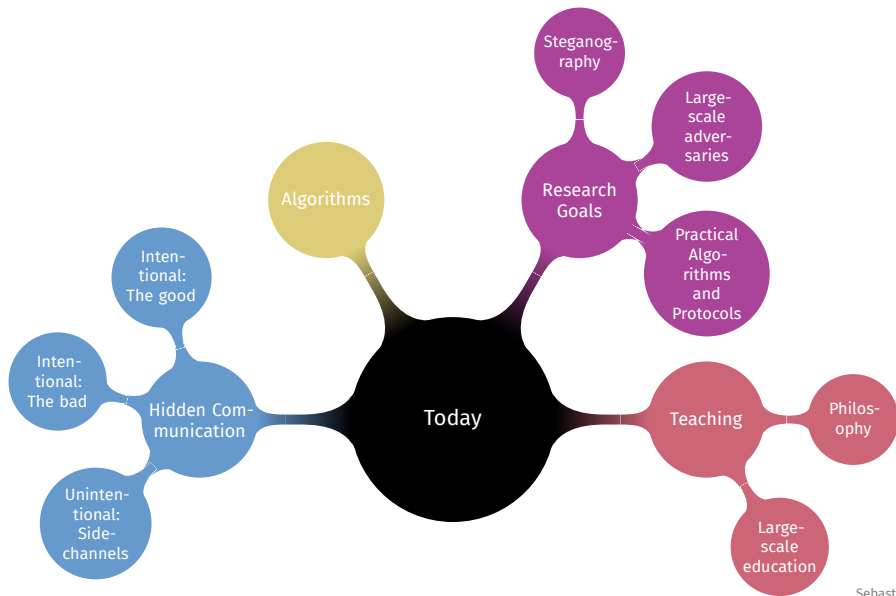 Steganog-
raphy
Large-
scale
adver-
saries
Research
Goals
Practical
Algo-
rithms
and
Protocols
Algorithms
Inten-
tional:
The good
Inten-
tional:
The bad
Hidden Com-
munication
Uninten-
tional:
Side-
channels
Today
Teaching
Philos-
ophy
Large-
scale
education
Sebast